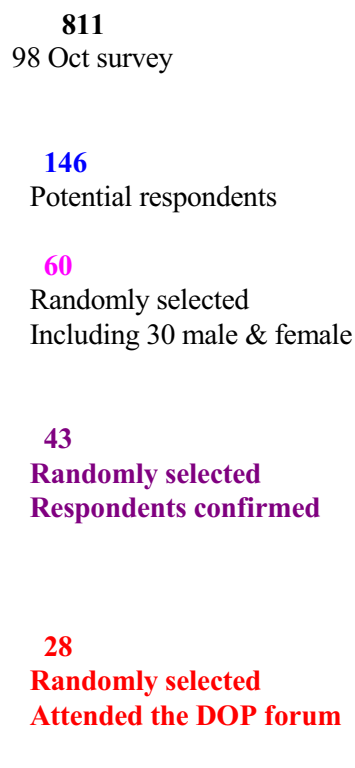 811
98 Oct survey
146
Potential respondents
60
Randomly selected
Including 30 male & female
43
Randomly selected
Respondents confirmed
28
Randomly selected
Attended the DOP forum